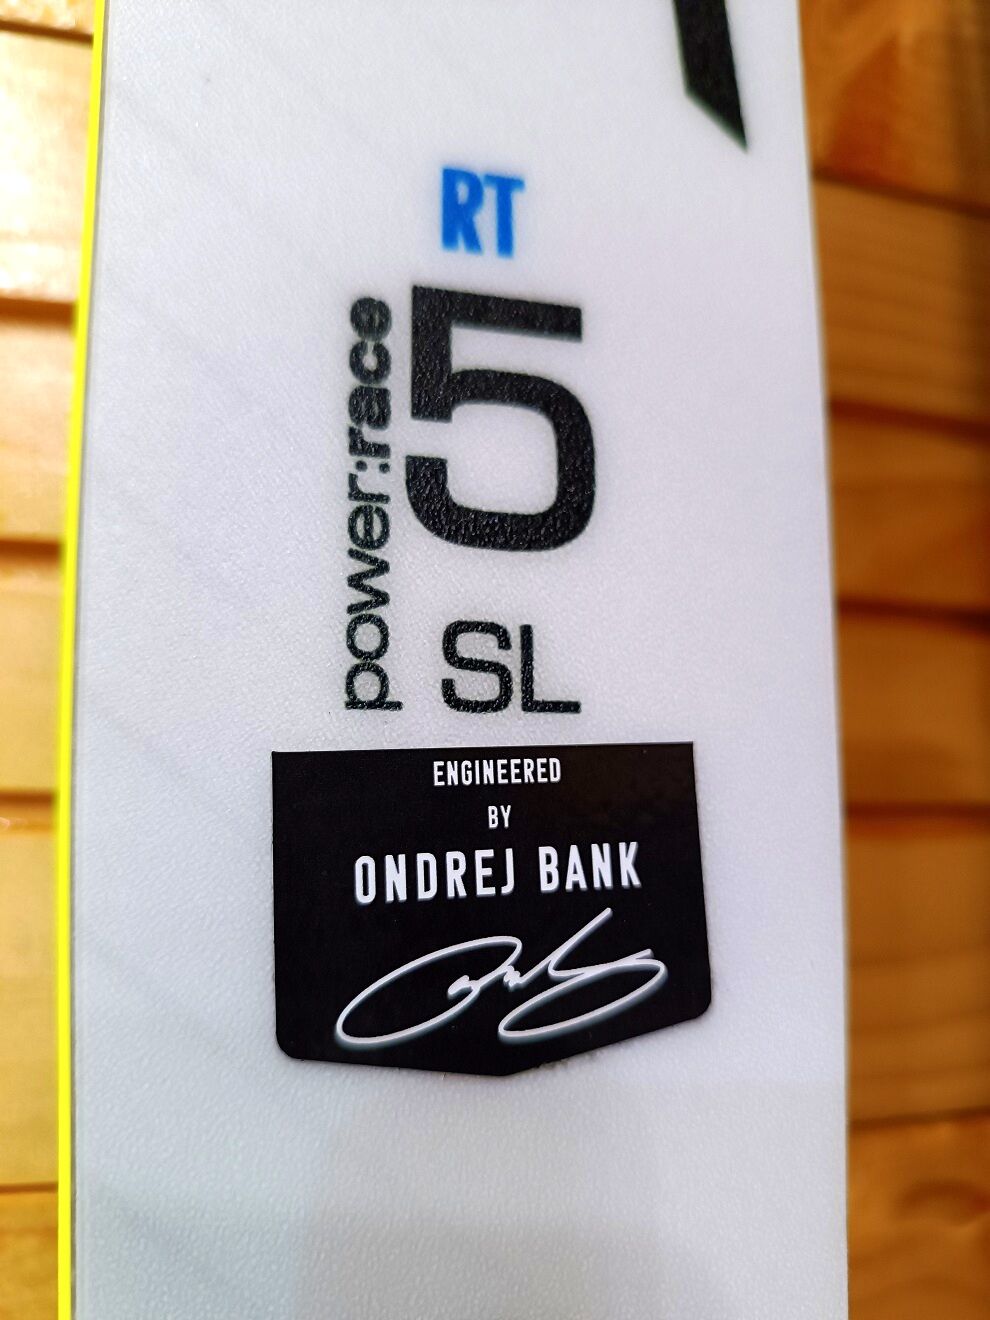 RT
power:race
5
SL
ENGINEERED
BY
ONDREJ BANK